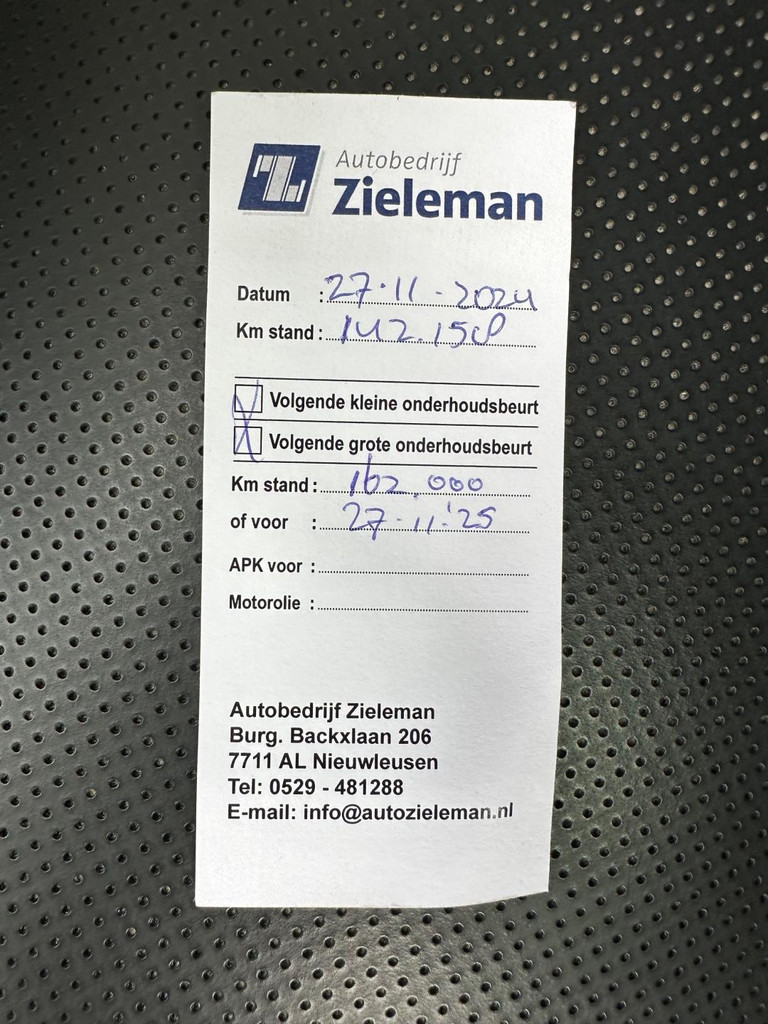 Autobedrijf
Zieleman
Datum : 27-11-2024
Km stand : 142.158
Volgende kleine onderhoudsbeurt
Volgende grote onderhoudsbeurt
Km stand : 162.000
of voor : 27-11-'25
APK voor :
Motorolie :
Autobedrijf Zieleman
Burg. Backxlaan 206
7711 AL Nieuwleusen
Tel: 0529 - 481288
E-mail: info@autozieleman.nl